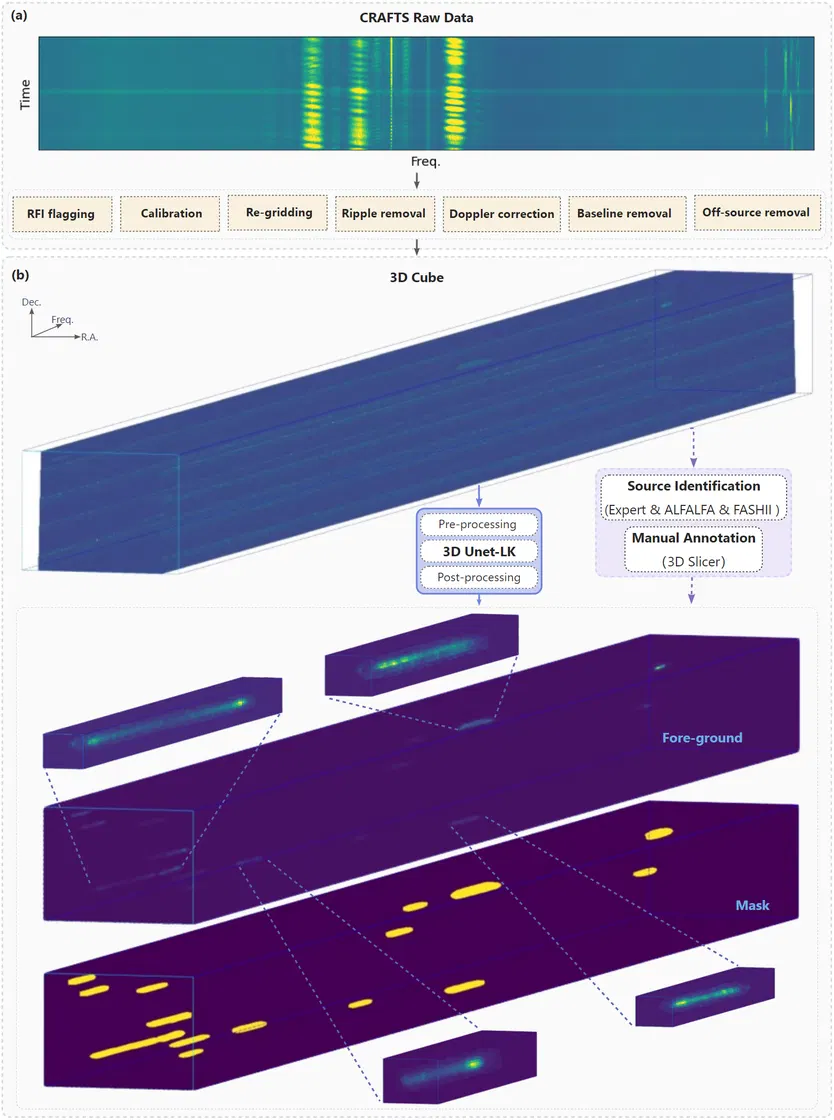 (a)
CRAFTS Raw Data
Time
Freq.
RFI flagging
Calibration
Re-gridding
Ripple removal
Doppler correction
Baseline removal
Off-source removal
(b)
3D Cube
Dec.
Freq.
R.A.
Source Identification
(Expert & ALFALFA & FASHII )
Manual Annotation
(3D Slicer)
Pre-processing
3D Unet-LK
Post-processing
Fore-ground
Mask